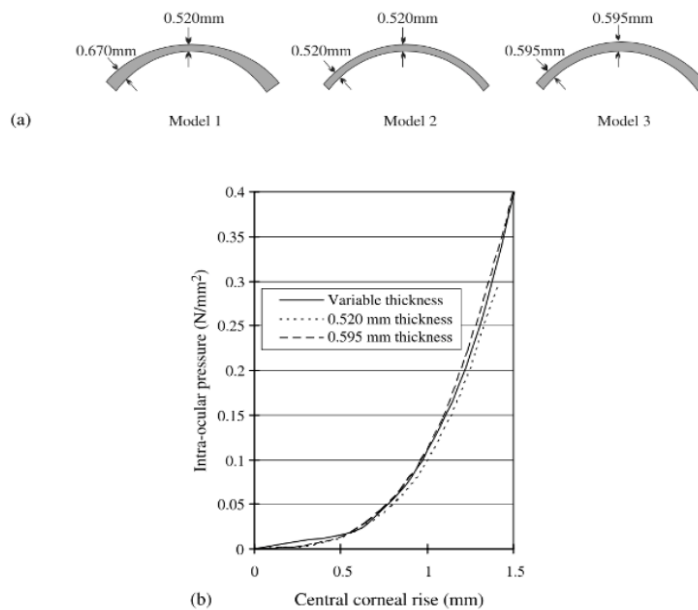 0.520mm 0.520mm 0.595mm
0.670mm 0.520mm 0.595mm
(a) Model 1 Model 2 Model 3
0.4
0.35
0.3
0.25
0.2
0.15
0.1
0.05
0
Intra-ocular pressure (N/mm²)
Variable thickness
0.520 mm thickness
0.595 mm thickness
0 0.5 1 1.5
(b) Central corneal rise (mm)